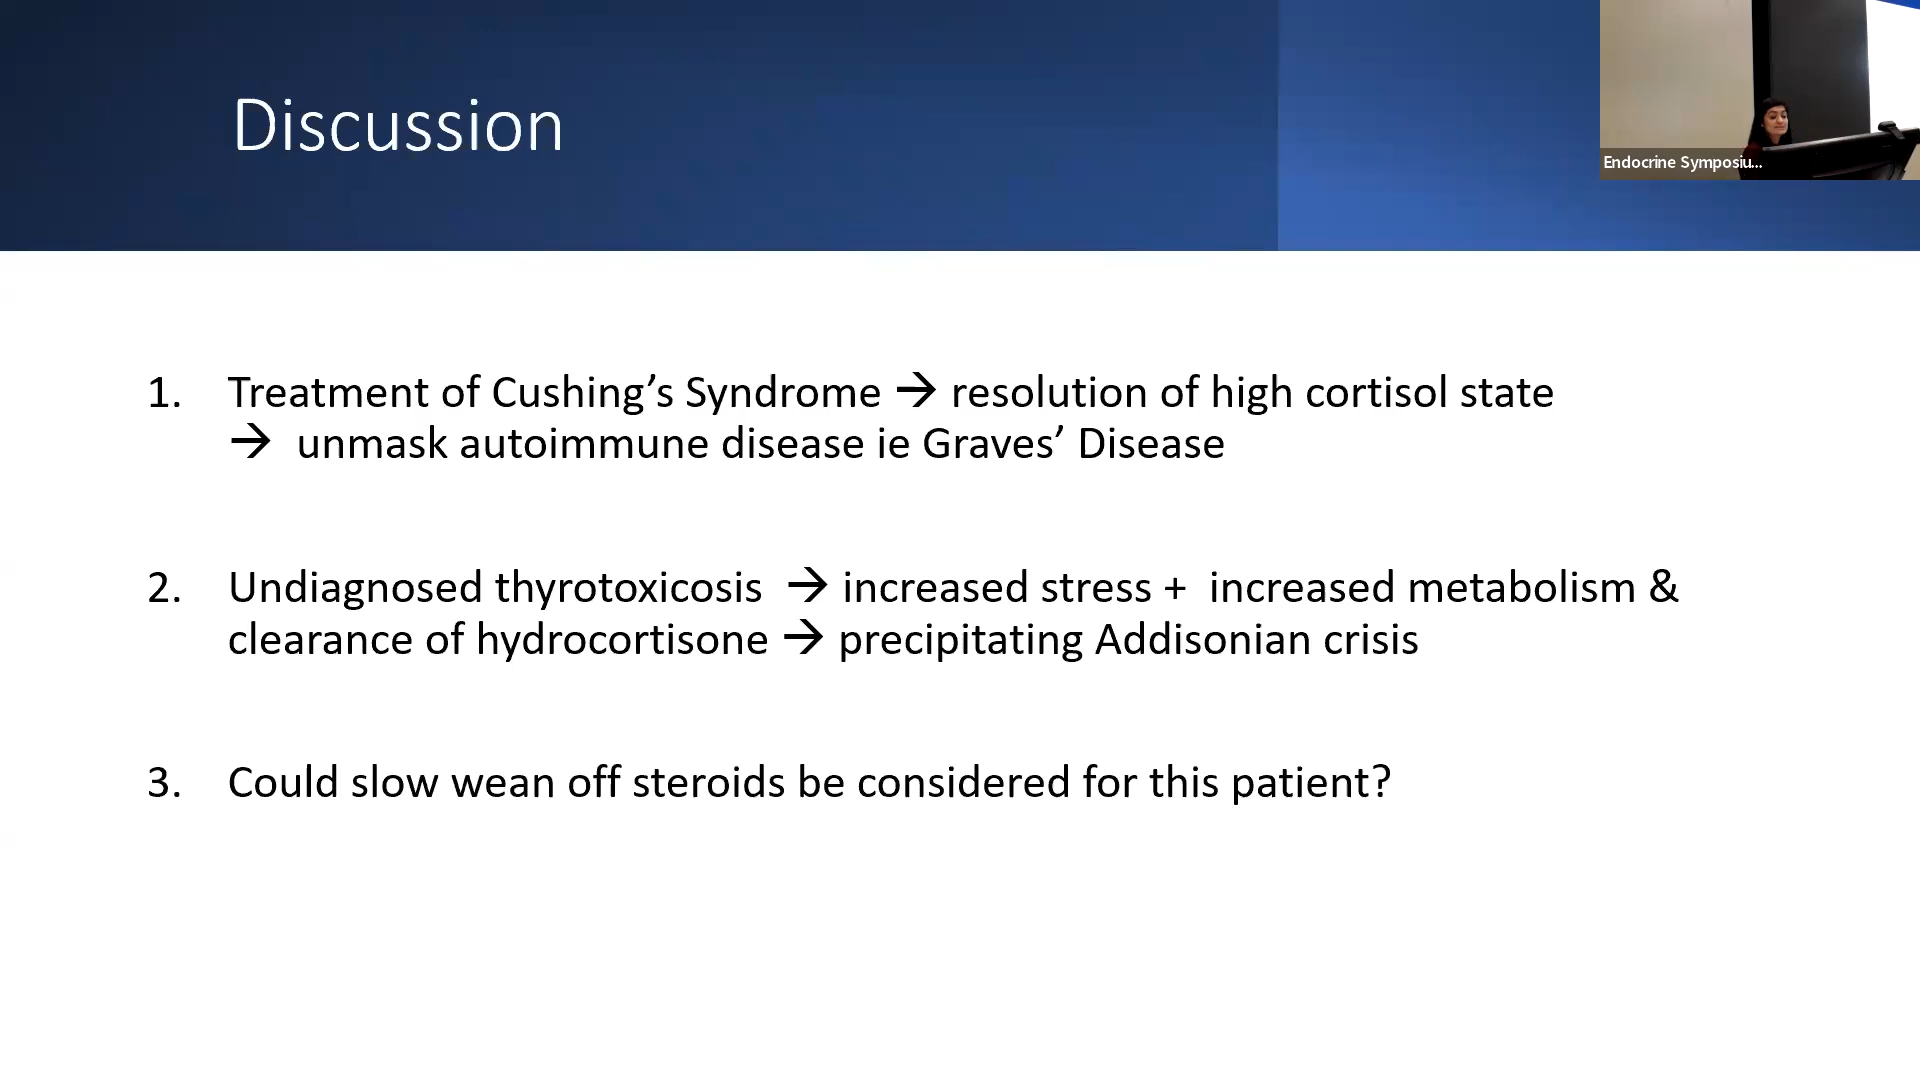 Discussion
Endocrine Symposiu...
1. Treatment of Cushing’s Syndrome → resolution of high cortisol state
→ unmask autoimmune disease ie Graves’ Disease
2. Undiagnosed thyrotoxicosis → increased stress + increased metabolism &
clearance of hydrocortisone → precipitating Addisonian crisis
3. Could slow wean off steroids be considered for this patient?